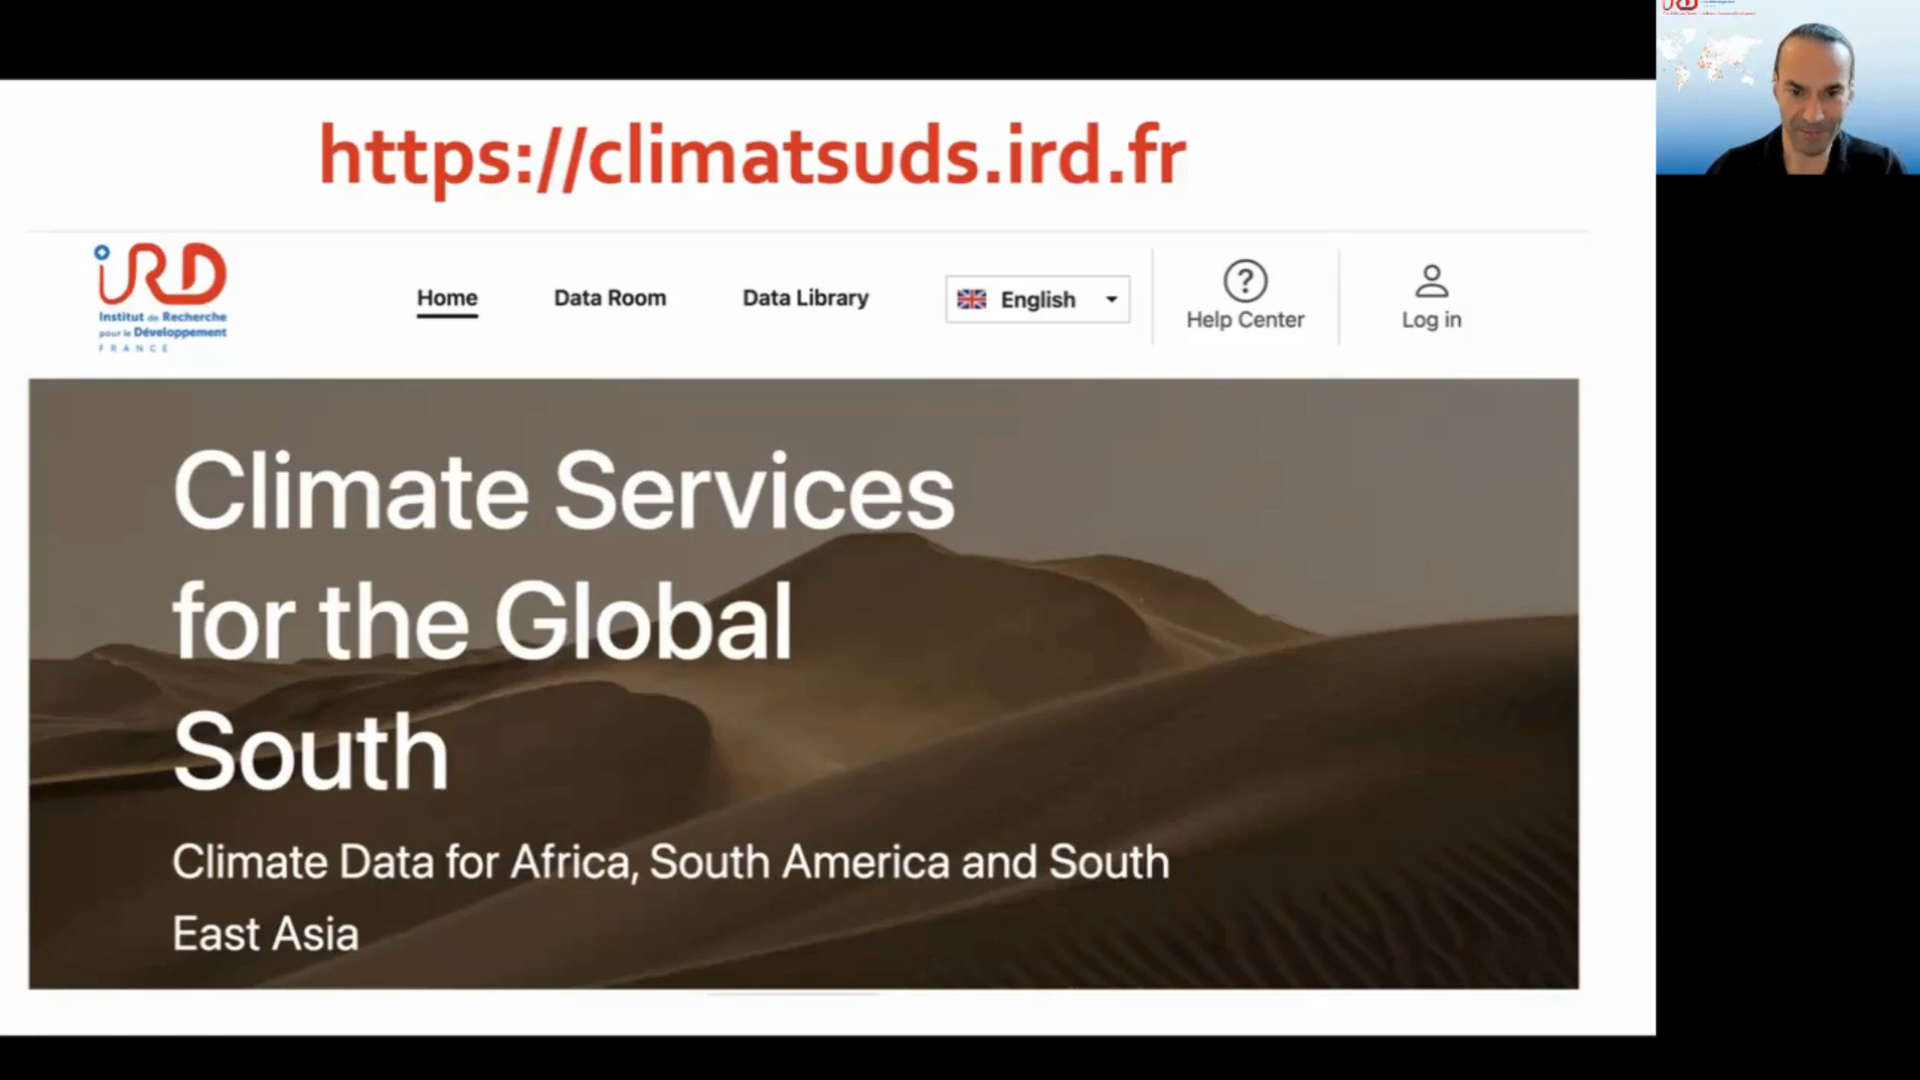 https://climatsuds.ird.fr
iRD
Institut de Recherche
pour le Développement
FRANCE
Home
Data Room
Data Library
English
Help Center
Log in
Climate Services
for the Global
South
Climate Data for Africa, South America and South
East Asia